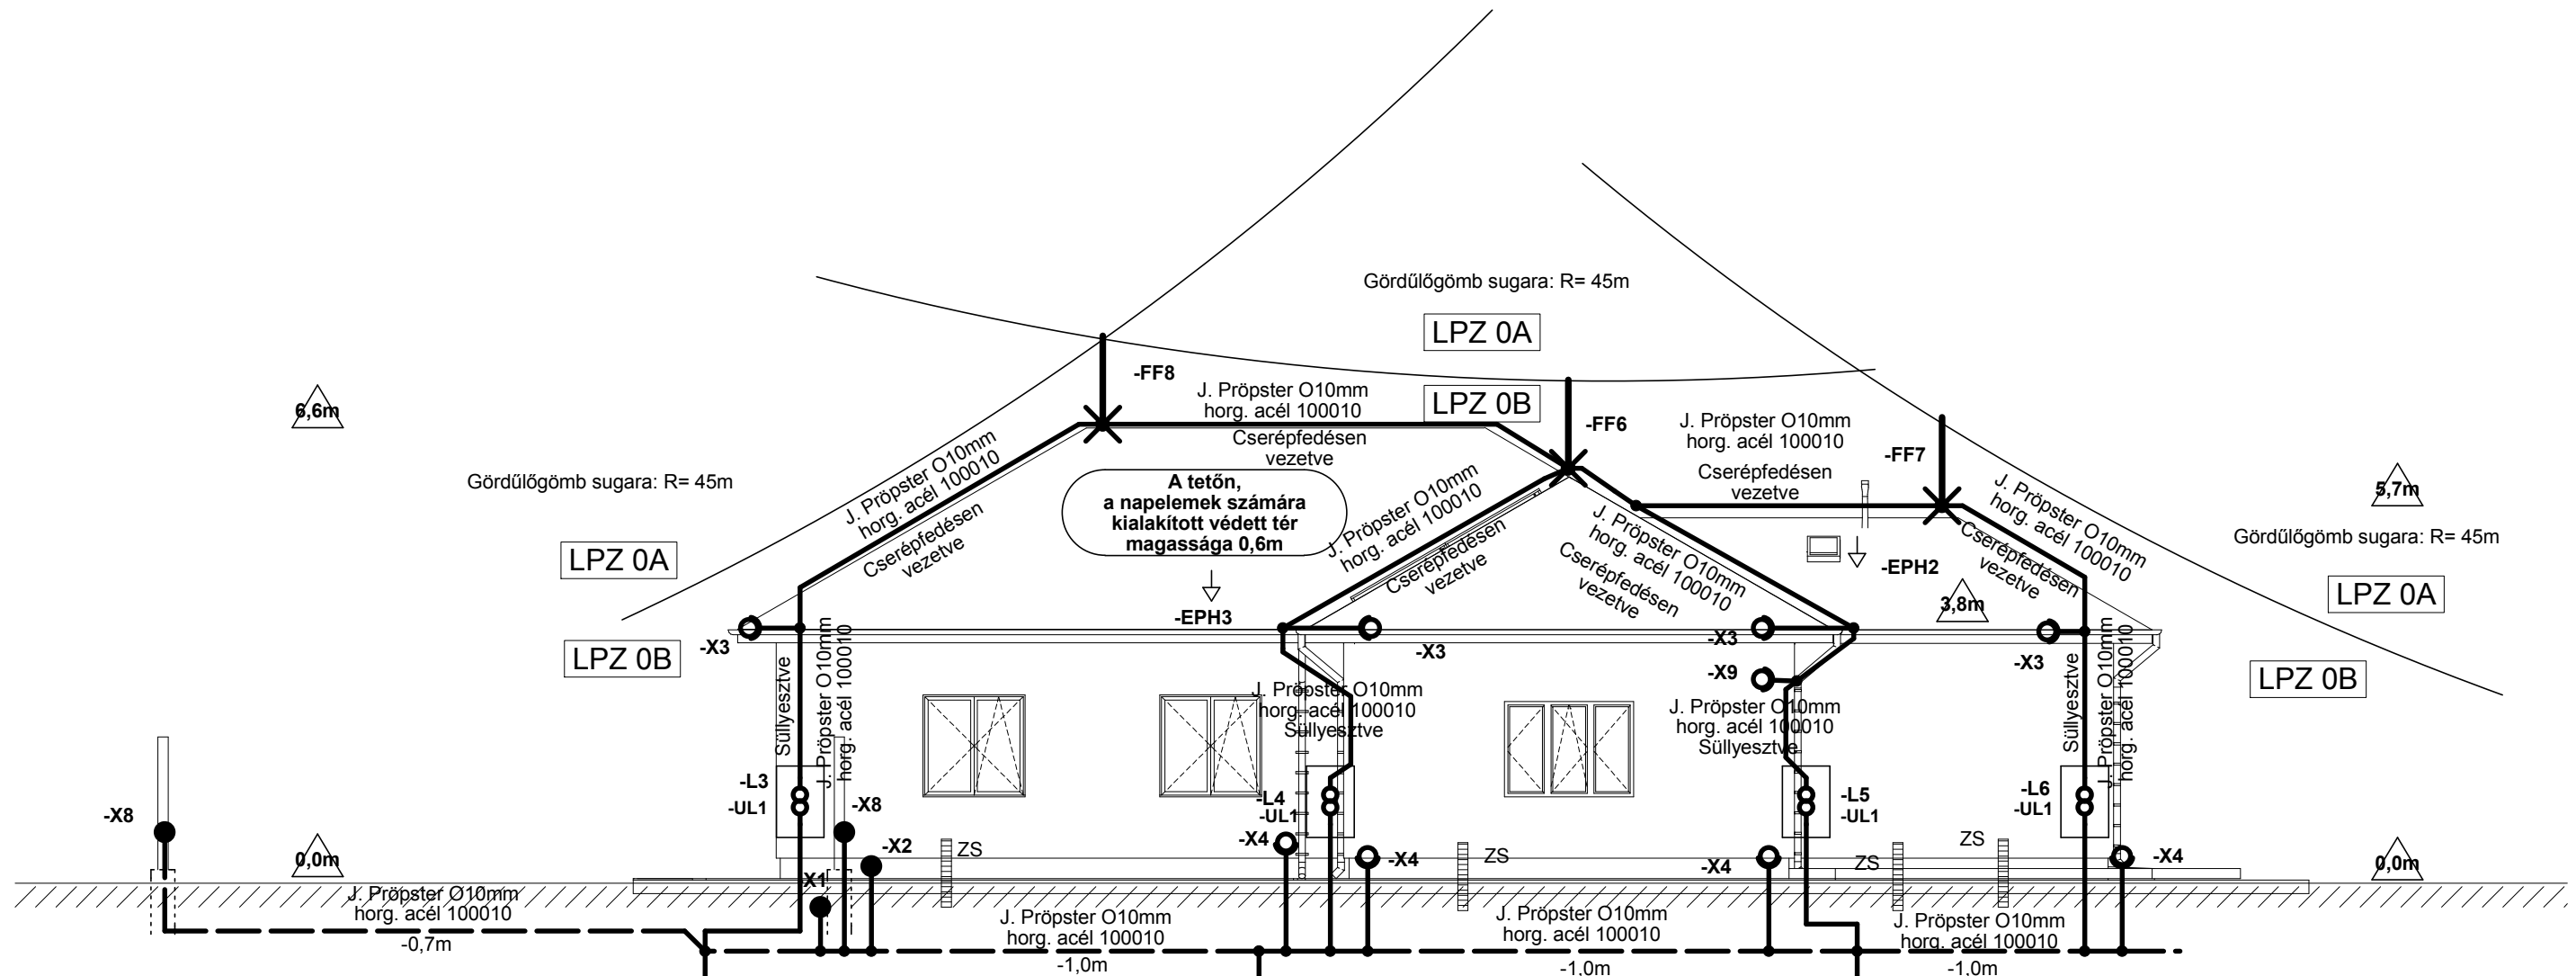 Gördűlőgömb sugara: R= 45m
LPZ 0A
-FF8
J. Pröpster O10mm
horg. acél 100010
LPZ 0B
6,6m
-FF6
J. Pröpster O10mm
horg. acél 100010
Cserépfedésen
vezetve
-FF7
Cserépfedésen
vezetve
J. Pröpster O10mm
horg. acél 100010
Cserépfedésen
vezetve
Gördűlőgömb sugara: R= 45m
A tetőn,
a napelemek számára
kialakított védett tér
magassága 0,6m
J. Pröpster O10mm
horg. acél 100010
Cserépfedésen
vezetve
J. Pröpster O10mm
horg. acél 100010
Cserépfedésen
vezetve
J. Pröpster O10mm
horg. acél 100010
Cserépfedésen
vezetve
5,7m
Gördűlőgömb sugara: R= 45m
LPZ 0A
LPZ 0A
-EPH2
-EPH3
3,8m
LPZ 0B
-X3
-X3
-X3
-X3
-X9
LPZ 0B
Süllyesztve
J. Pröpster O10mm
horg. acél 100010
J. Pröpster O10mm
horg. acél 100010
Süllyesztve
J. Pröpster O10mm
horg. acél 100010
Süllyesztve
Süllyesztve
J. Pröpster O10mm
horg. acél 100010
-L3
-UL1
-L4
-UL1
-L5
-UL1
-L6
-UL1
-X8
-X8
-X2
-X4
-X4
-X4
-X4
ZS
ZS
ZS
ZS
0,0m
0,0m
X1
J. Pröpster O10mm
horg. acél 100010
-0,7m
J. Pröpster O10mm
horg. acél 100010
-1,0m
J. Pröpster O10mm
horg. acél 100010
-1,0m
J. Pröpster O10mm
horg. acél 100010
-1,0m